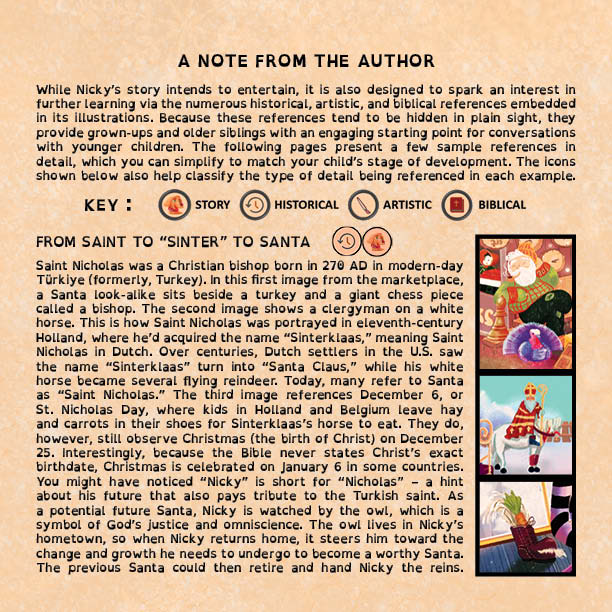 A NOTE FROM THE AUTHOR
While Nicky's story intends to entertain, it is also designed to spark an interest in
further learning via the numerous historical, artistic, and biblical references embedded
in its illustrations. Because these references tend to be hidden in plain sight, they
provide grown-ups and older siblings with an engaging starting point for conversations
with younger children. The following pages present a few sample references in
detail, which you can simplify to match your child's stage of development. The icons
shown below also help classify the type of detail being referenced in each example.
KEY : STORY HISTORICAL ARTISTIC BIBLICAL
FROM SAINT TO “SINTER” TO SANTA
Saint Nicholas was a Christian bishop born in 270 AD in modern-day
Türkiye (formerly, Turkey). In this first image from the marketplace,
a Santa look-alike sits beside a turkey and a giant chess piece
called a bishop. The second image shows a clergyman on a white
horse. This is how Saint Nicholas was portrayed in eleventh-century
Holland, where he'd acquired the name “Sinterklaas,” meaning Saint
Nicholas in Dutch. Over centuries, Dutch settlers in the U.S. saw
the name “Sinterklaas” turn into “Santa Claus,” while his white
horse became several flying reindeer. Today, many refer to Santa
as “Saint Nicholas.” The third image references December 6, or
St. Nicholas Day, where kids in Holland and Belgium leave hay
and carrots in their shoes for Sinterklaas's horse to eat. They do,
however, still observe Christmas (the birth of Christ) on December
25. Interestingly, because the Bible never states Christ's exact
birthdate, Christmas is celebrated on January 6 in some countries.
You might have noticed “Nicky” is short for “Nicholas” – a hint
about his future that also pays tribute to the Turkish saint. As
a potential future Santa, Nicky is watched by the owl, which is a
symbol of God's justice and omniscience. The owl lives in Nicky's
hometown, so when Nicky returns home, it steers him toward the
change and growth he needs to undergo to become a worthy Santa.
The previous Santa could then retire and hand Nicky the reins.